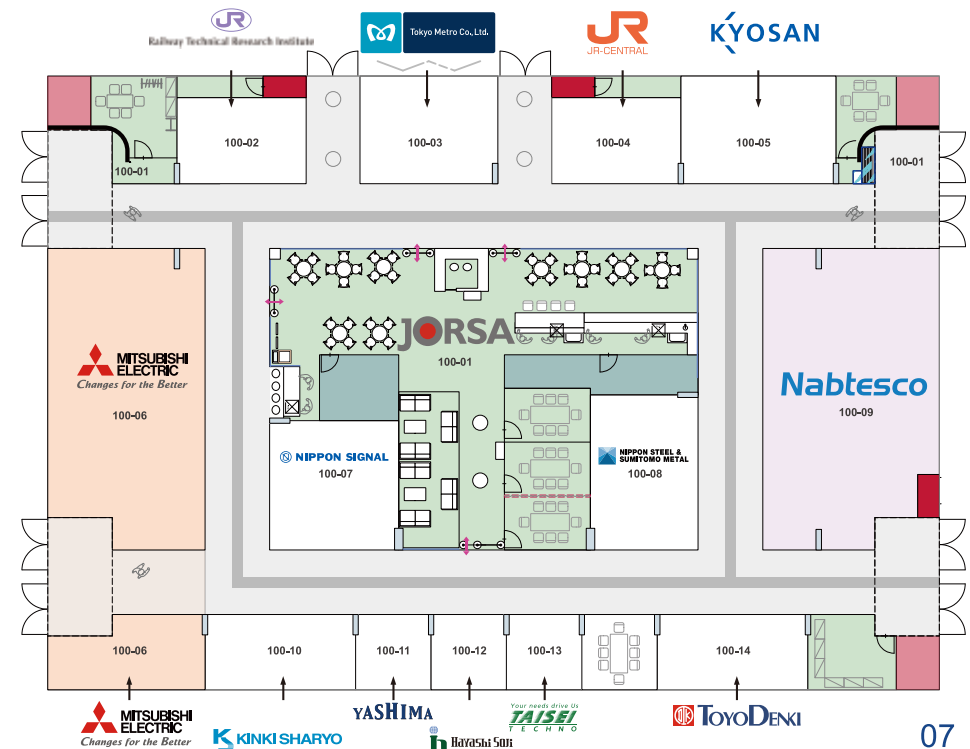 JR
Railway Technical Research Institute
Tokyo Metro Co., Ltd.
JR
JR-CENTRAL
KYOSAN
100-01
100-02
100-03
100-04
100-05
100-01
JORSA
100-01
MITSUBISHI
ELECTRIC
Changes for the Better
100-06
Nabtesco
100-09
NIPPON SIGNAL
100-07
NIPPON STEEL &
SUMITOMO METAL
100-08
100-06
100-10
100-11
100-12
100-13
100-14
MITSUBISHI
ELECTRIC
Changes for the Better
KINKI SHARYO
YASHIMA
Hayashi Soji
Your needs drive Us
TAISEI
TECHNO
TOYO DENKI
07